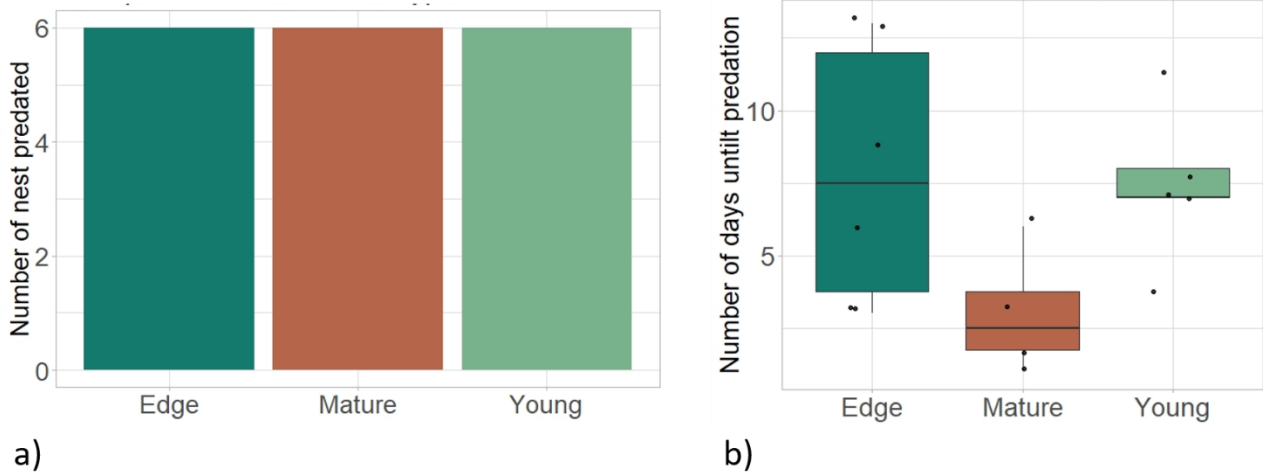 Number of nest predated
6
4
2
0
Edge Mature Young
a)
Number of days untilt predation
10
5
Edge Mature Young
b)